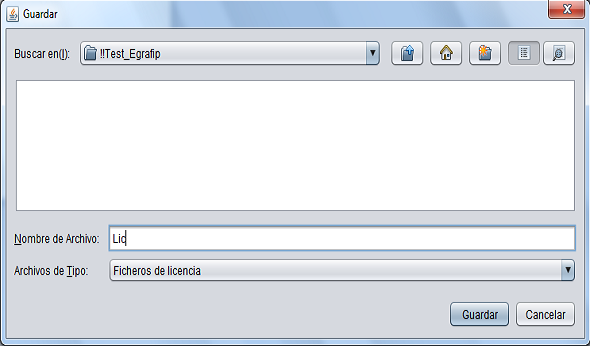 Guardar
Buscar en(I): !!Test_Egrafip
Nombre de Archivo: Lic
Archivos de Tipo: Ficheros de licencia
Guardar Cancelar